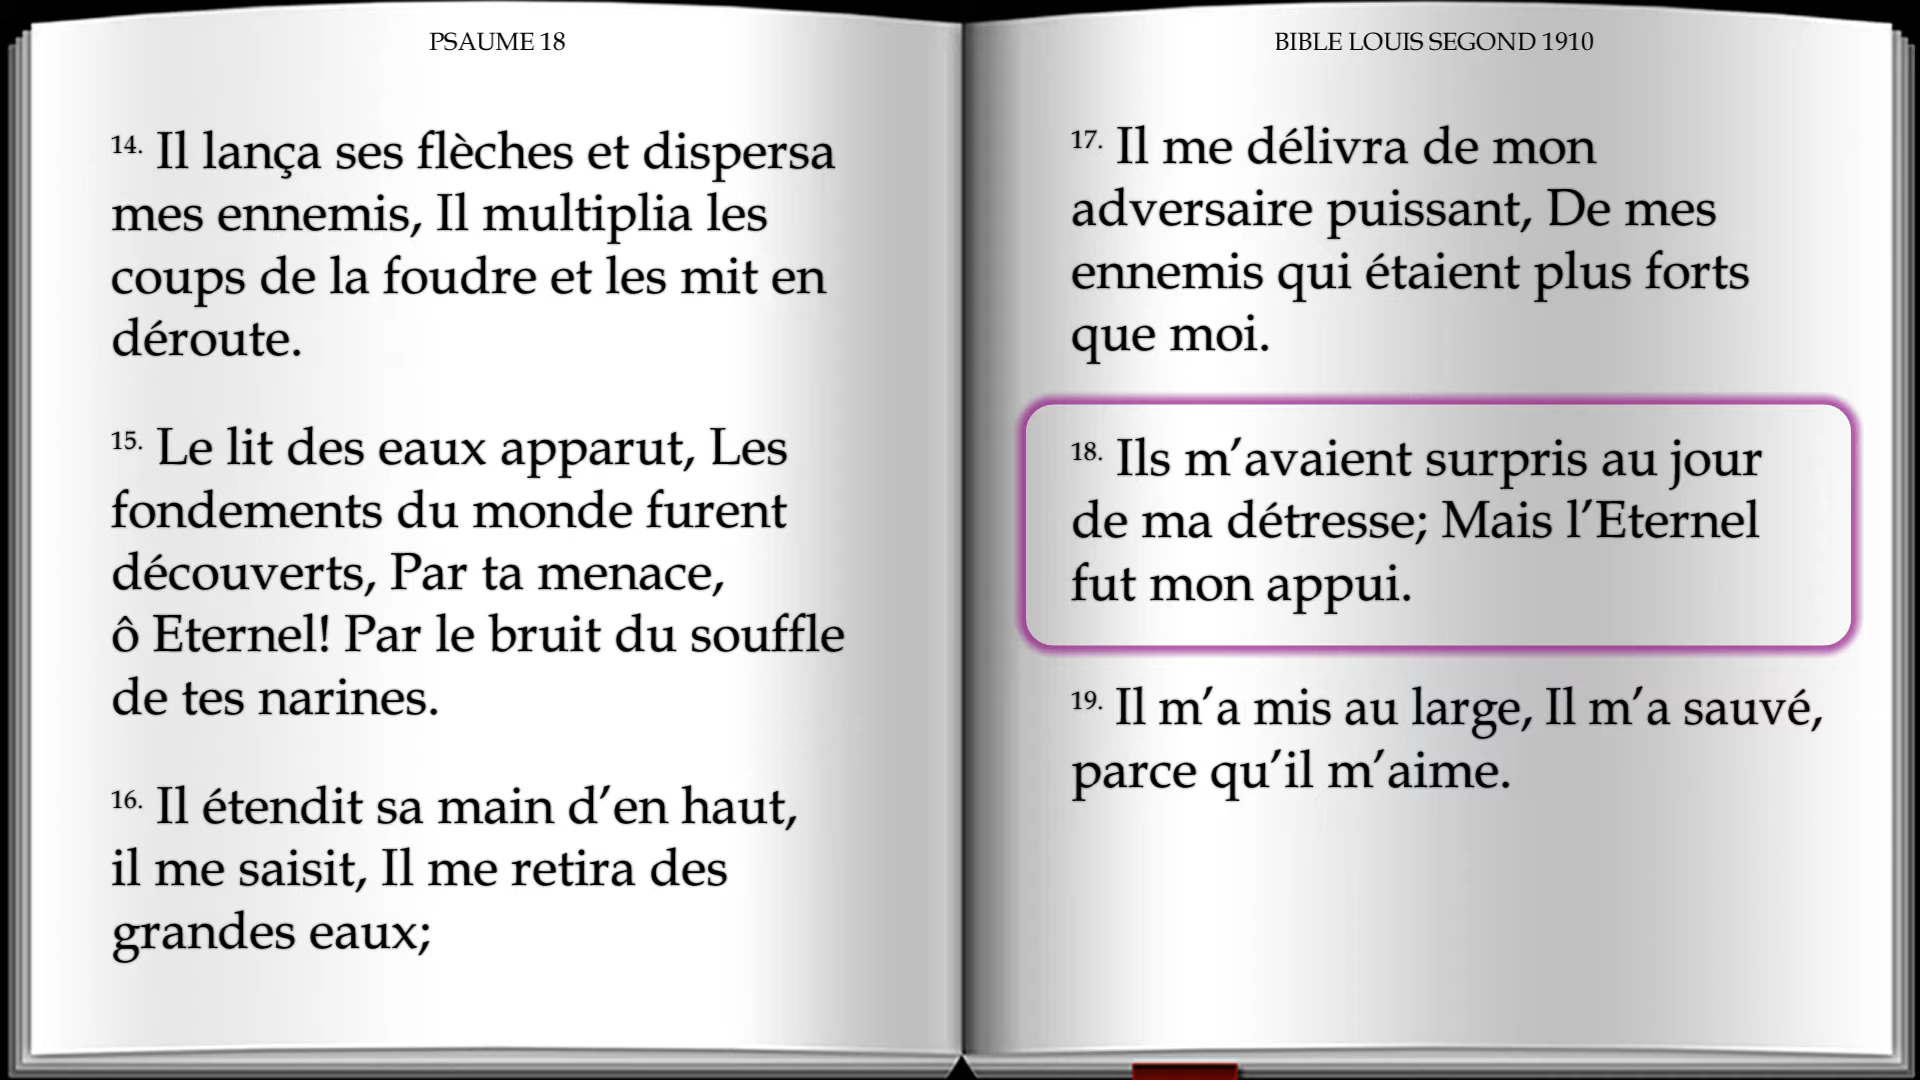 PSAUME 18
14. Il lança ses flèches et dispersa
mes ennemis, Il multiplia les
coups de la foudre et les mit en
déroute.
15. Le lit des eaux apparut, Les
fondements du monde furent
découverts, Par ta menace,
ô Eternel! Par le bruit du souffle
de tes narines.
16. Il étendit sa main d’en haut,
il me saisit, Il me retira des
grandes eaux;
BIBLE LOUIS SEGOND 1910
17. Il me délivra de mon
adversaire puissant, De mes
ennemis qui étaient plus forts
que moi.
18. Ils m’avaient surpris au jour
de ma détresse; Mais l’Eternel
fut mon appui.
19. Il m’a mis au large, Il m’a sauvé,
parce qu’il m’aime.